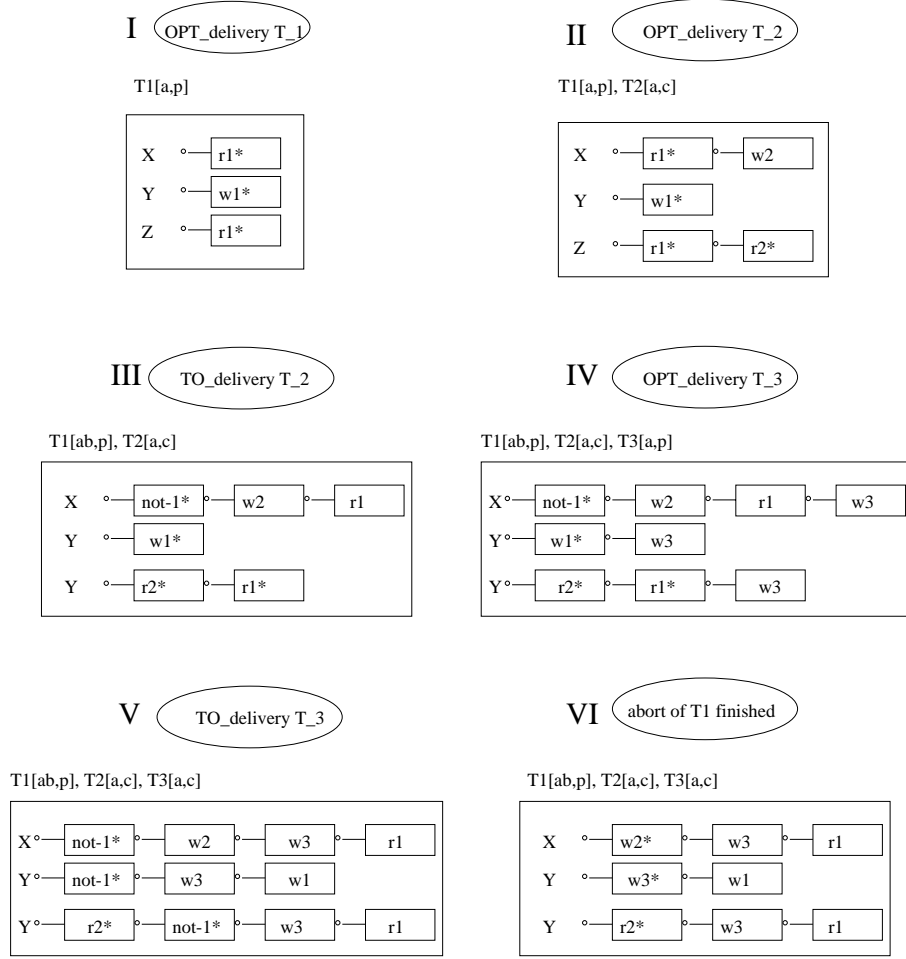 I OPT_delivery T_1
T1[a,p]
X r1*
Y w1*
Z r1*
II OPT_delivery T_2
T1[a,p], T2[a,c]
X r1* w2
Y w1*
Z r1* r2*
III TO_delivery T_2
T1[ab,p], T2[a,c]
X not-1* w2 r1
Y w1*
Y r2* r1*
IV OPT_delivery T_3
T1[ab,p], T2[a,c], T3[a,p]
X not-1* w2 r1 w3
Y w1* w3
Y r2* r1* w3
V TO_delivery T_3
T1[ab,p], T2[a,c], T3[a,c]
X not-1* w2 w3 r1
Y not-1* w3 w1
Y r2* not-1* w3 r1
VI abort of T1 finished
T1[ab,p], T2[a,c], T3[a,c]
X w2* w3 r1
Y w3* w1
Y r2* w3 r1